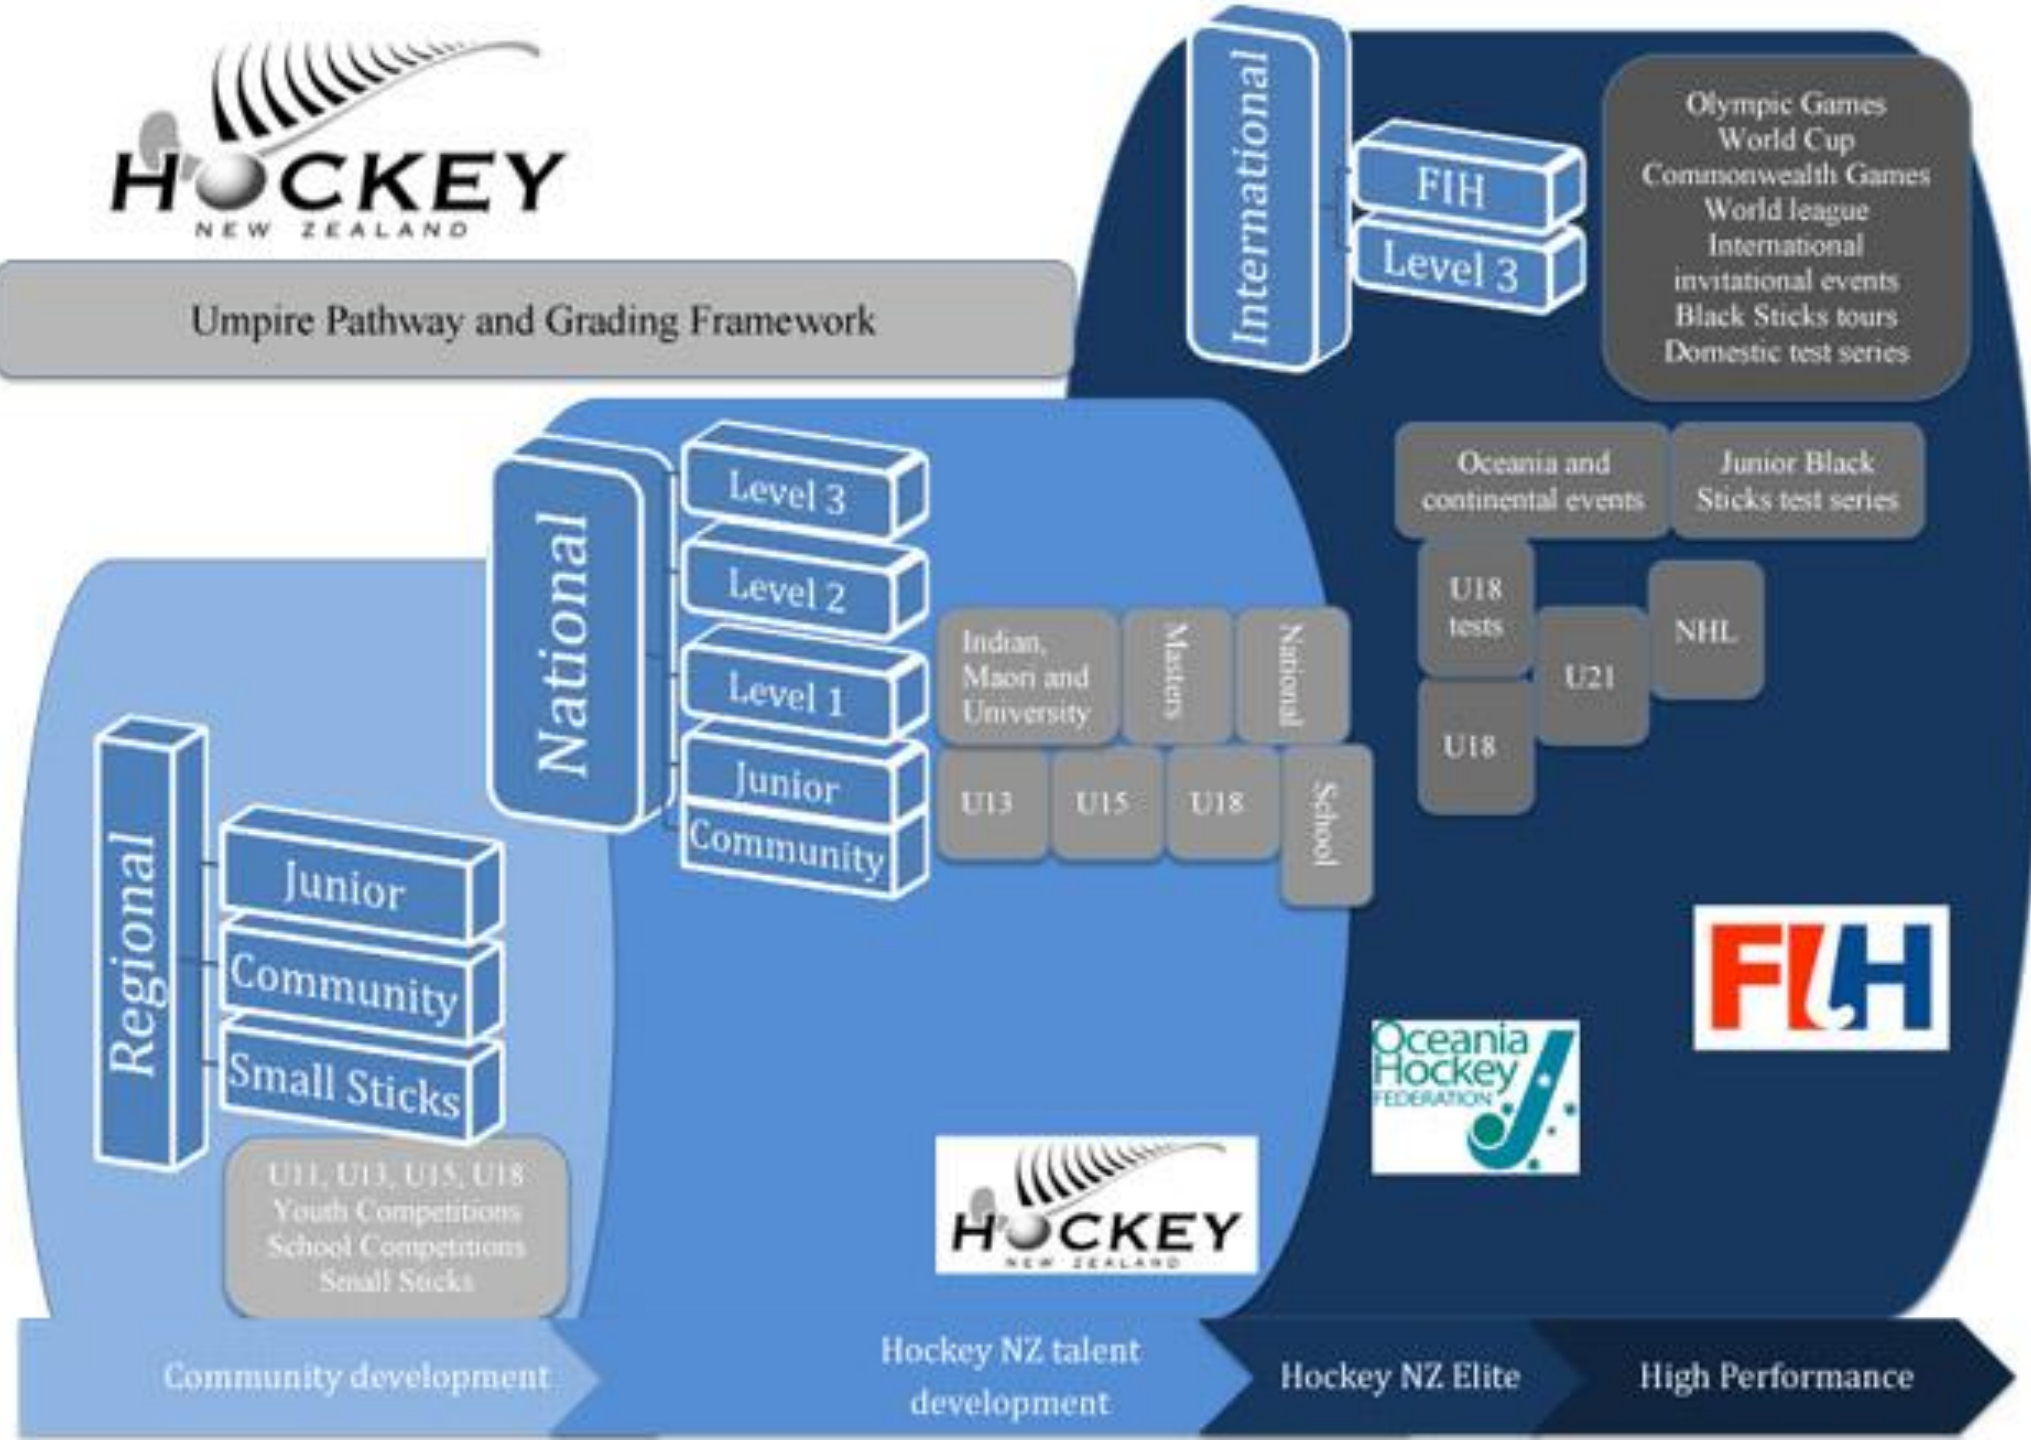 HOCKEY
NEW ZEALAND
Umpire Pathway and Grading Framework
International
FIH
Level 3
Olympic Games
World Cup
Commonwealth Games
World league
International
invitational events
Black Sticks tours
Domestic test series
Oceania and
continental events
Junior Black
Sticks test series
U18
tests
U21
NHL
U18
National
Level 3
Level 2
Level 1
Junior
Community
Indian,
Maori and
University
Masters
National
U13
U15
U18
School
Regional
Junior
Community
Small Sticks
U11, U13, U15, U18
Youth Competitions
School Competitions
Small Sticks
FIH
Oceania
Hockey
FEDERATION
HOCKEY
NEW ZEALAND
Community development
Hockey NZ talent
development
Hockey NZ Elite
High Performance